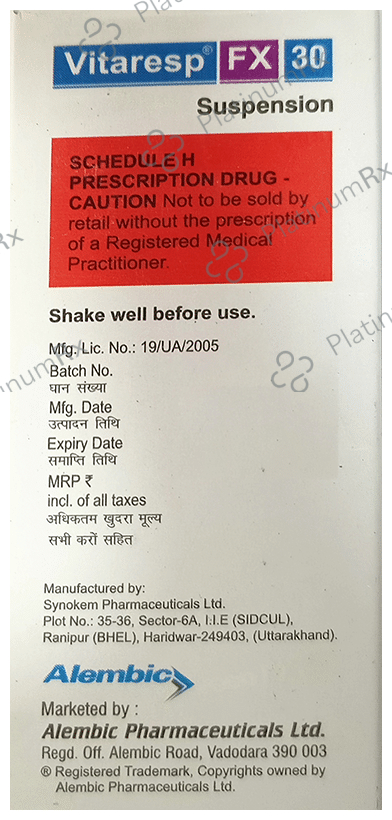 Vitaresp® FX 30
Suspension
SCHEDULE H
PRESCRIPTION DRUG -
CAUTION Not to be sold by
retail without the prescription
of a Registered Medical
Practitioner.
Shake well before use.
Mfg. Lic. No.: 19/UA/2005
Batch No.
घान संख्या
Mfg. Date
उत्पादन तिथि
Expiry Date
समाप्ति तिथि
MRP ₹
incl. of all taxes
अधिकतम खुदरा मूल्य
सभी करों सहित
Manufactured by:
Synokem Pharmaceuticals Ltd.
Plot No.: 35-36, Sector-6A, I.I.E (SIDCUL),
Ranipur (BHEL), Haridwar-249403, (Uttarakhand).
Alembic
Marketed by :
Alembic Pharmaceuticals Ltd.
Regd. Off. Alembic Road, Vadodara 390 003
® Registered Trademark, Copyrights owned by
Alembic Pharmaceuticals Ltd.
PlatinumRx